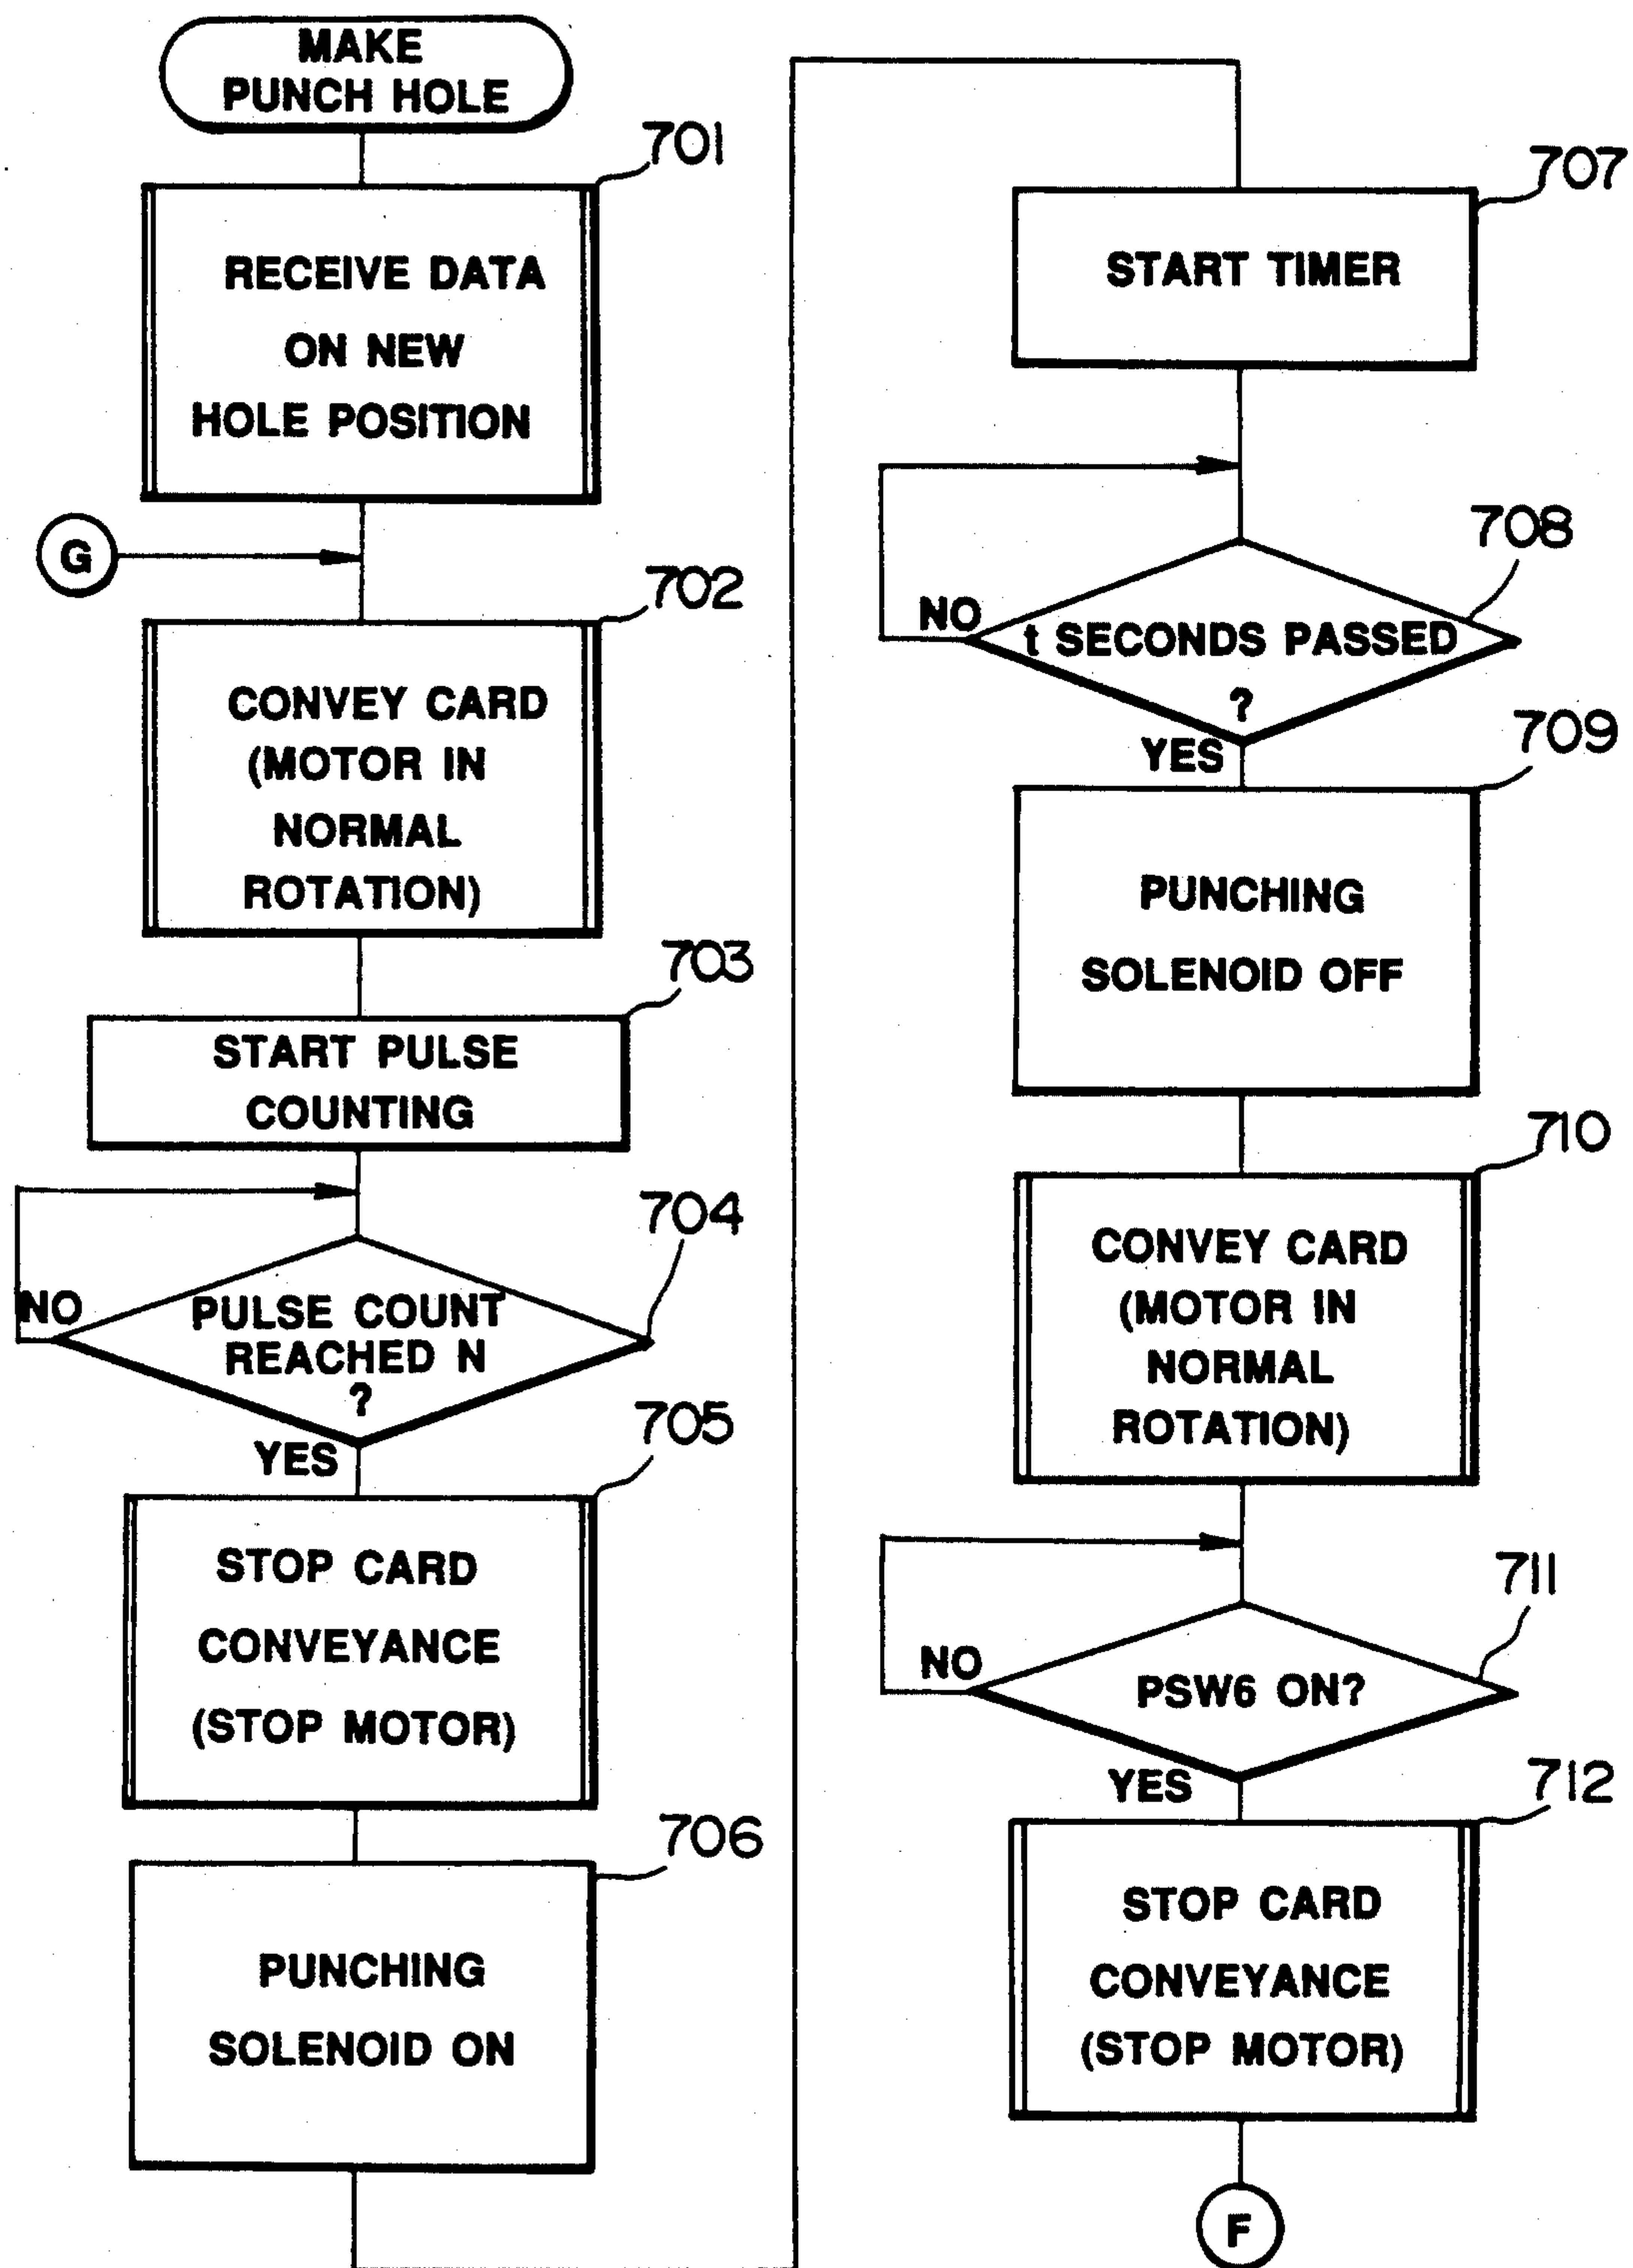 MAKE
PUNCH HOLE
701
RECEIVE DATA
ON NEW
HOLE POSITION
G
702
CONVEY CARD
(MOTOR IN
NORMAL
ROTATION)
703
START PULSE
COUNTING
704
NO
PULSE COUNT
REACHED N
?
YES
705
STOP CARD
CONVEYANCE
(STOP MOTOR)
706
PUNCHING
SOLENOID ON
707
START TIMER
708
NO
t SECONDS PASSED
?
YES
709
PUNCHING
SOLENOID OFF
710
CONVEY CARD
(MOTOR IN
NORMAL
ROTATION)
711
NO
PSW6 ON?
YES
712
STOP CARD
CONVEYANCE
(STOP MOTOR)
F